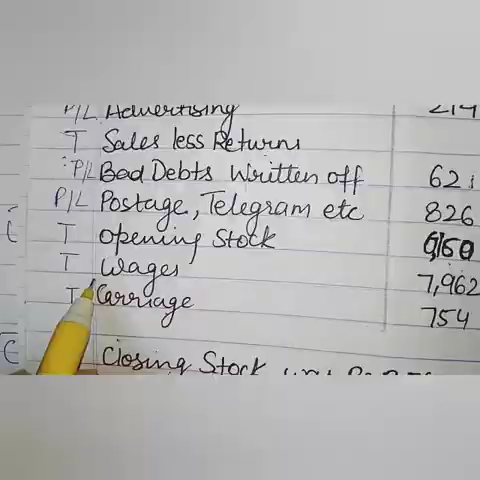 P/L Advertising 214
T Sales less Returns
P/L Bad Debts Written off 62
P/L Postage, Telegram etc 826
T Opening Stock
T Wages 7,962
T Carriage 754
Closing Stock